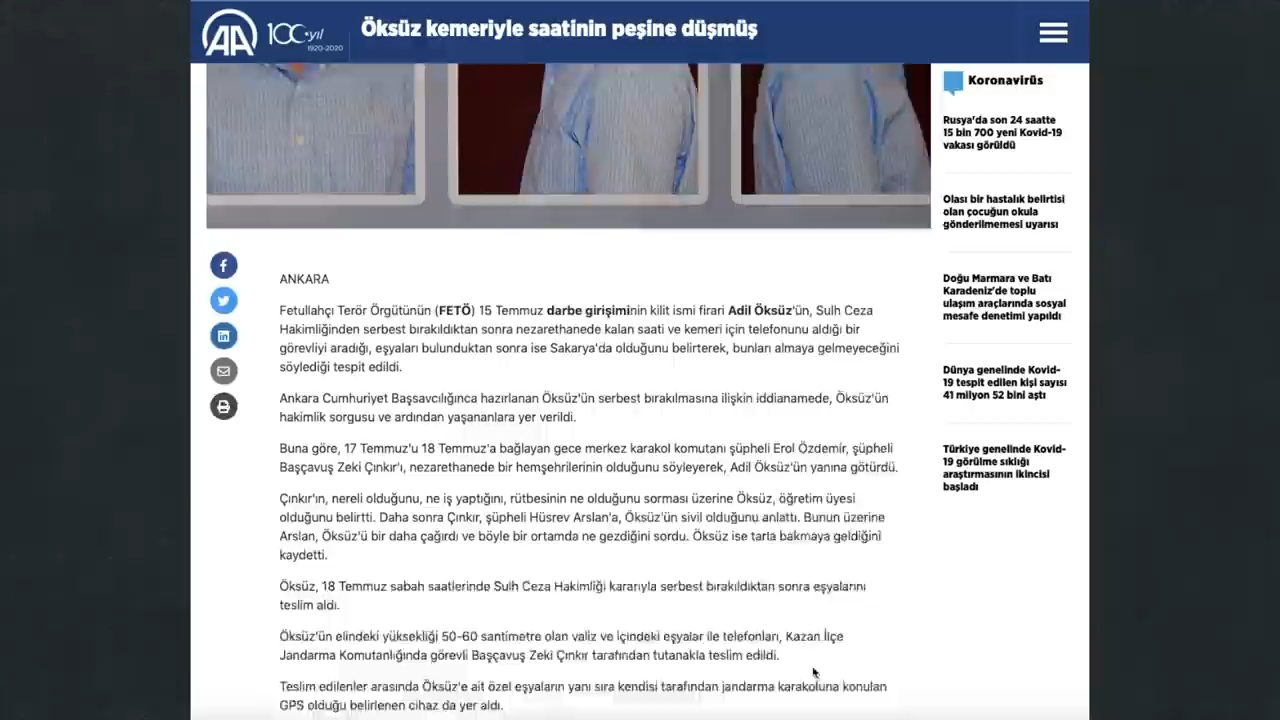 AA
100.yıl
1920-2020
Öksüz kemeriyle saatinin peşine düşmüş
ANKARA
Fetullahçı Terör Örgütünün (FETÖ) 15 Temmuz darbe girişiminin kilit ismi firari Adil Öksüz'ün, Sulh Ceza
Hakimliğinden serbest bırakıldıktan sonra nezarethanede kalan saati ve kemeri için telefonunu aldığı bir
görevliyi aradığı, eşyaları bulunduktan sonra ise Sakarya'da olduğunu belirterek, bunları almaya gelmeyeceğini
söylediği tespit edildi.
Ankara Cumhuriyet Başsavcılığınca hazırlanan Öksüz'ün serbest bırakılmasına ilişkin iddianamede, Öksüz'ün
hakimlik sorgusu ve ardından yaşananlara yer verildi.
Buna göre, 17 Temmuz'u 18 Temmuz'a bağlayan gece merkez karakol komutanı şüpheli Erol Özdemir, şüpheli
Başçavuş Zeki Çınkır'ı, nezarethanede bir hemşehrilerinin olduğunu söyleyerek, Adil Öksüz'ün yanına götürdü.
Çınkır'ın, nereli olduğunu, ne iş yaptığını, rütbesinin ne olduğunu sorması üzerine Öksüz, öğretim üyesi
olduğunu belirtti. Daha sonra Çınkır, şüpheli Hüsrev Arslan'a, Öksüz'ün sivil olduğunu anlattı. Bunun üzerine
Arslan, Öksüz'ü bir daha çağırdı ve böyle bir ortamda ne gezdiğini sordu. Öksüz ise tarla bakmaya geldiğini
kaydetti.
Öksüz, 18 Temmuz sabah saatlerinde Sulh Ceza Hakimliği kararıyla serbest bırakıldıktan sonra eşyalarını
teslim aldı.
Öksüz'ün elindeki yüksekliği 50-60 santimetre olan valiz ve içindeki eşyalar ile telefonları, Kazan İlçe
Jandarma Komutanlığında görevli Başçavuş Zeki Çınkır tarafından tutanakla teslim edildi.
Teslim edilenler arasında Öksüz'e ait özel eşyaların yanı sıra kendisi tarafından jandarma karakoluna konulan
GPS olduğu belirlenen cihaz da yer aldı.
Koronavirüs
Rusya'da son 24 saatte
15 bin 700 yeni Kovid-19
vakası görüldü
Olası bir hastalık belirtisi
olan çocuğun okula
gönderilmemesi uyarısı
Doğu Marmara ve Batı
Karadeniz'de toplu
ulaşım araçlarında sosyal
mesafe denetimi yapıldı
Dünya genelinde Kovid-
19 tespit edilen kişi sayısı
41 milyon 52 bini aştı
Türkiye genelinde Kovid-
19 görülme sıklığı
araştırmasının ikincisi
başladı